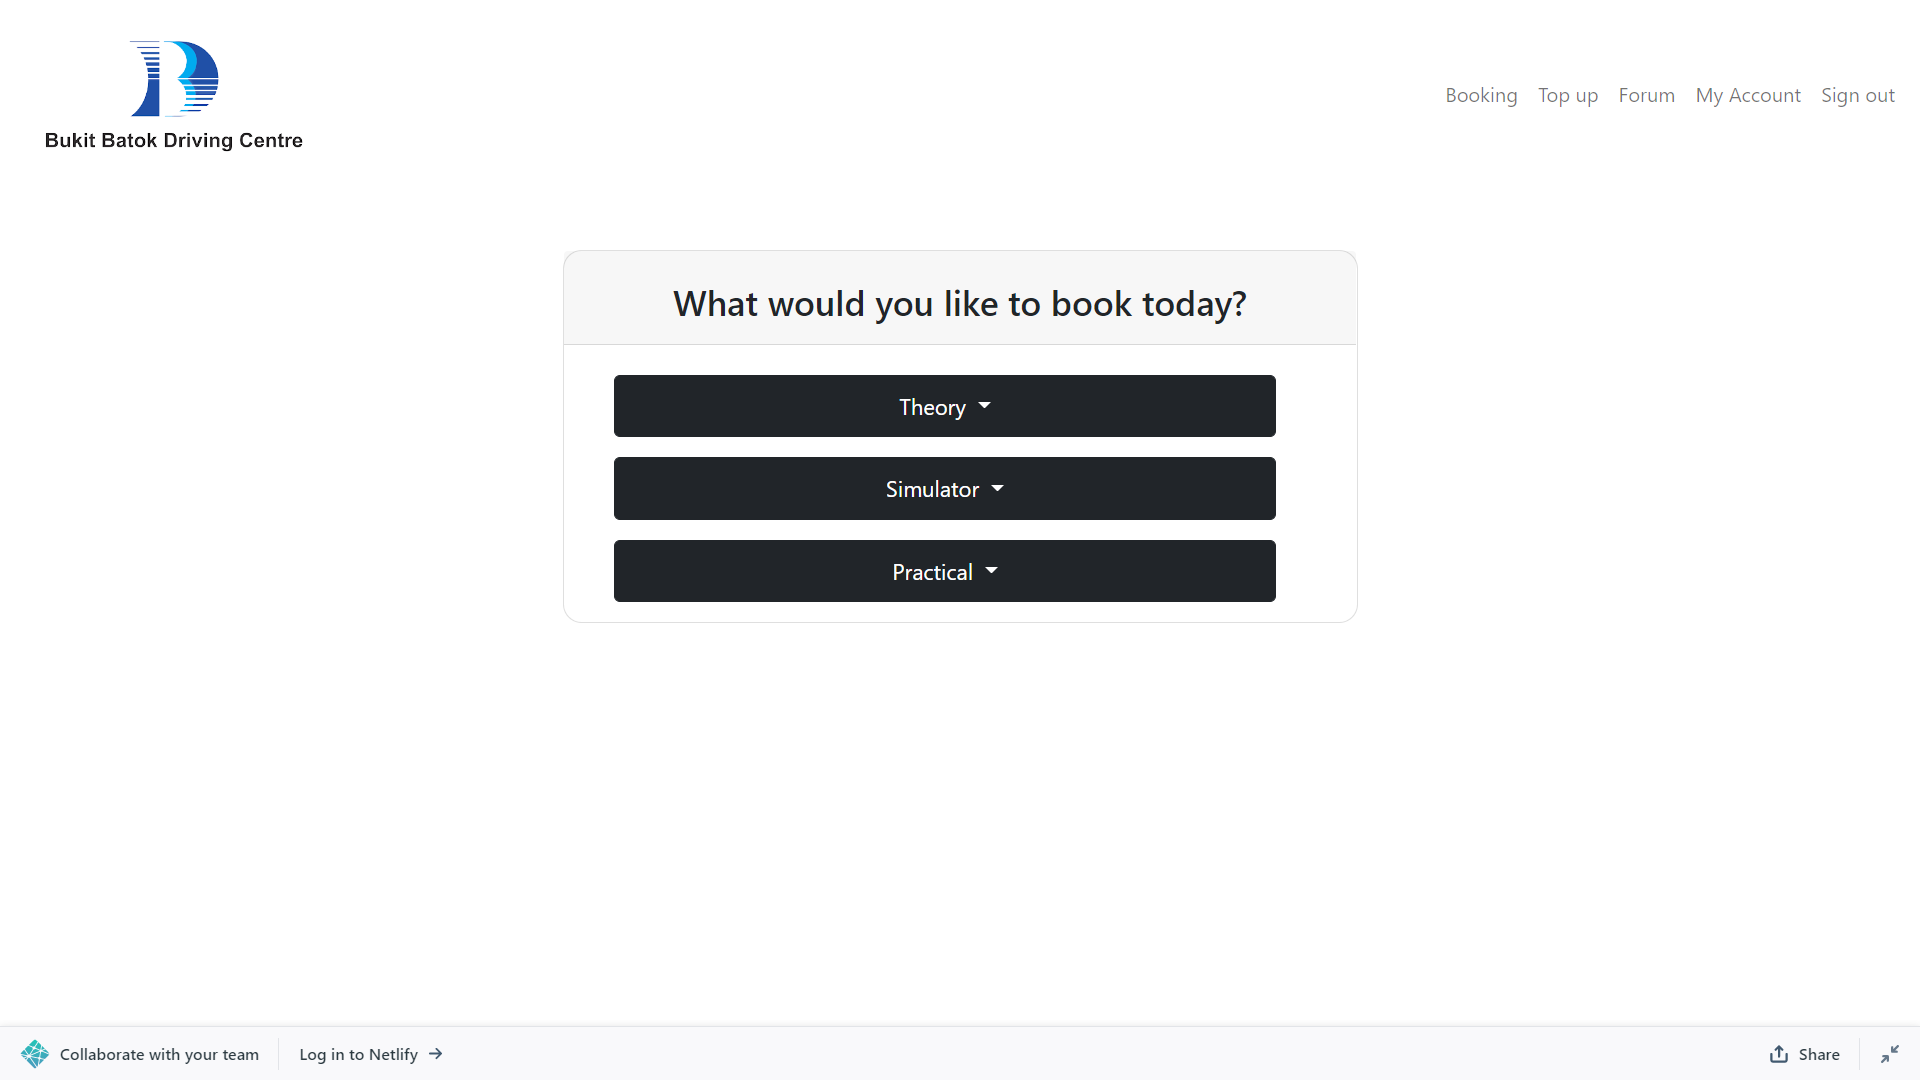 Bukit Batok Driving Centre
Booking Top up Forum My Account Sign out
What would you like to book today?
Theory
Simulator
Practical
Collaborate with your team Log in to Netlify → Share